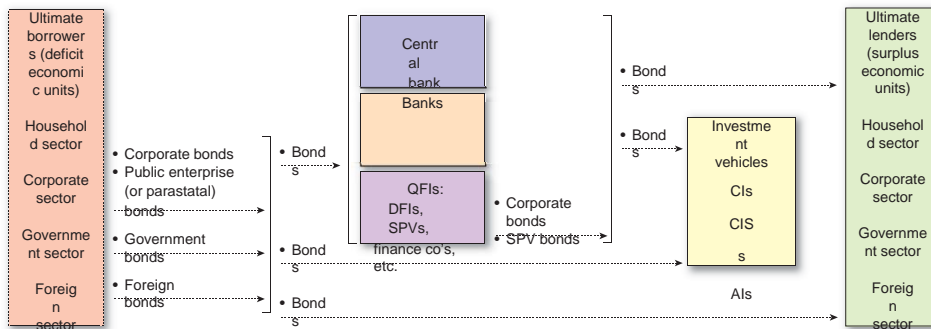 Ultimate
borrower
s (deficit
economi
c units)
Househol
d sector
Corporate
sector
Governme
nt sector
Foreig
n
sector
• Corporate bonds
• Public enterprise
(or parastatal)
bonds
• Government
bonds
• Foreign
bonds
• Bond
s
• Bond
s
• Bond
s
Centr
al
bank
Banks
QFIs:
DFIs,
SPVs,
finance co's,
etc.
• Corporate
bonds
• SPV bonds
• Bond
s
• Bond
s
Investme
nt
vehicles
CIs
CIS
s
AIs
Ultimate
lenders
(surplus
economic
units)
Househol
d sector
Corporate
sector
Governme
nt sector
Foreig
n
sector